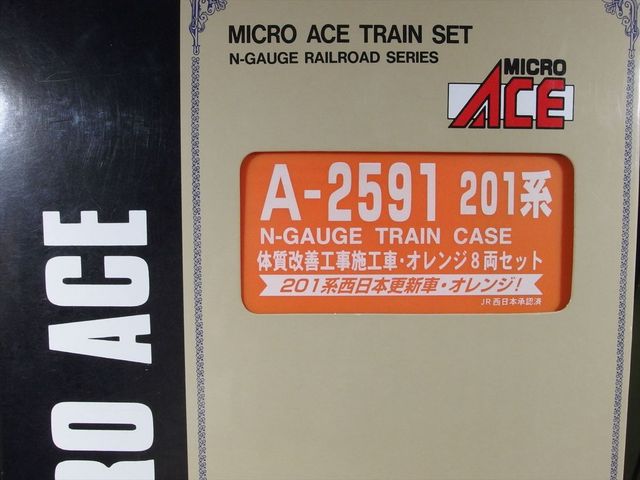 MICRO ACE TRAIN SET
N-GAUGE RAILROAD SERIES
MICRO
ACE
A-2591 201系
N-GAUGE TRAIN CASE
体質改善工事施工車・オレンジ8両セット
201系西日本更新車・オレンジ!
JR西日本承認済
RO ACE